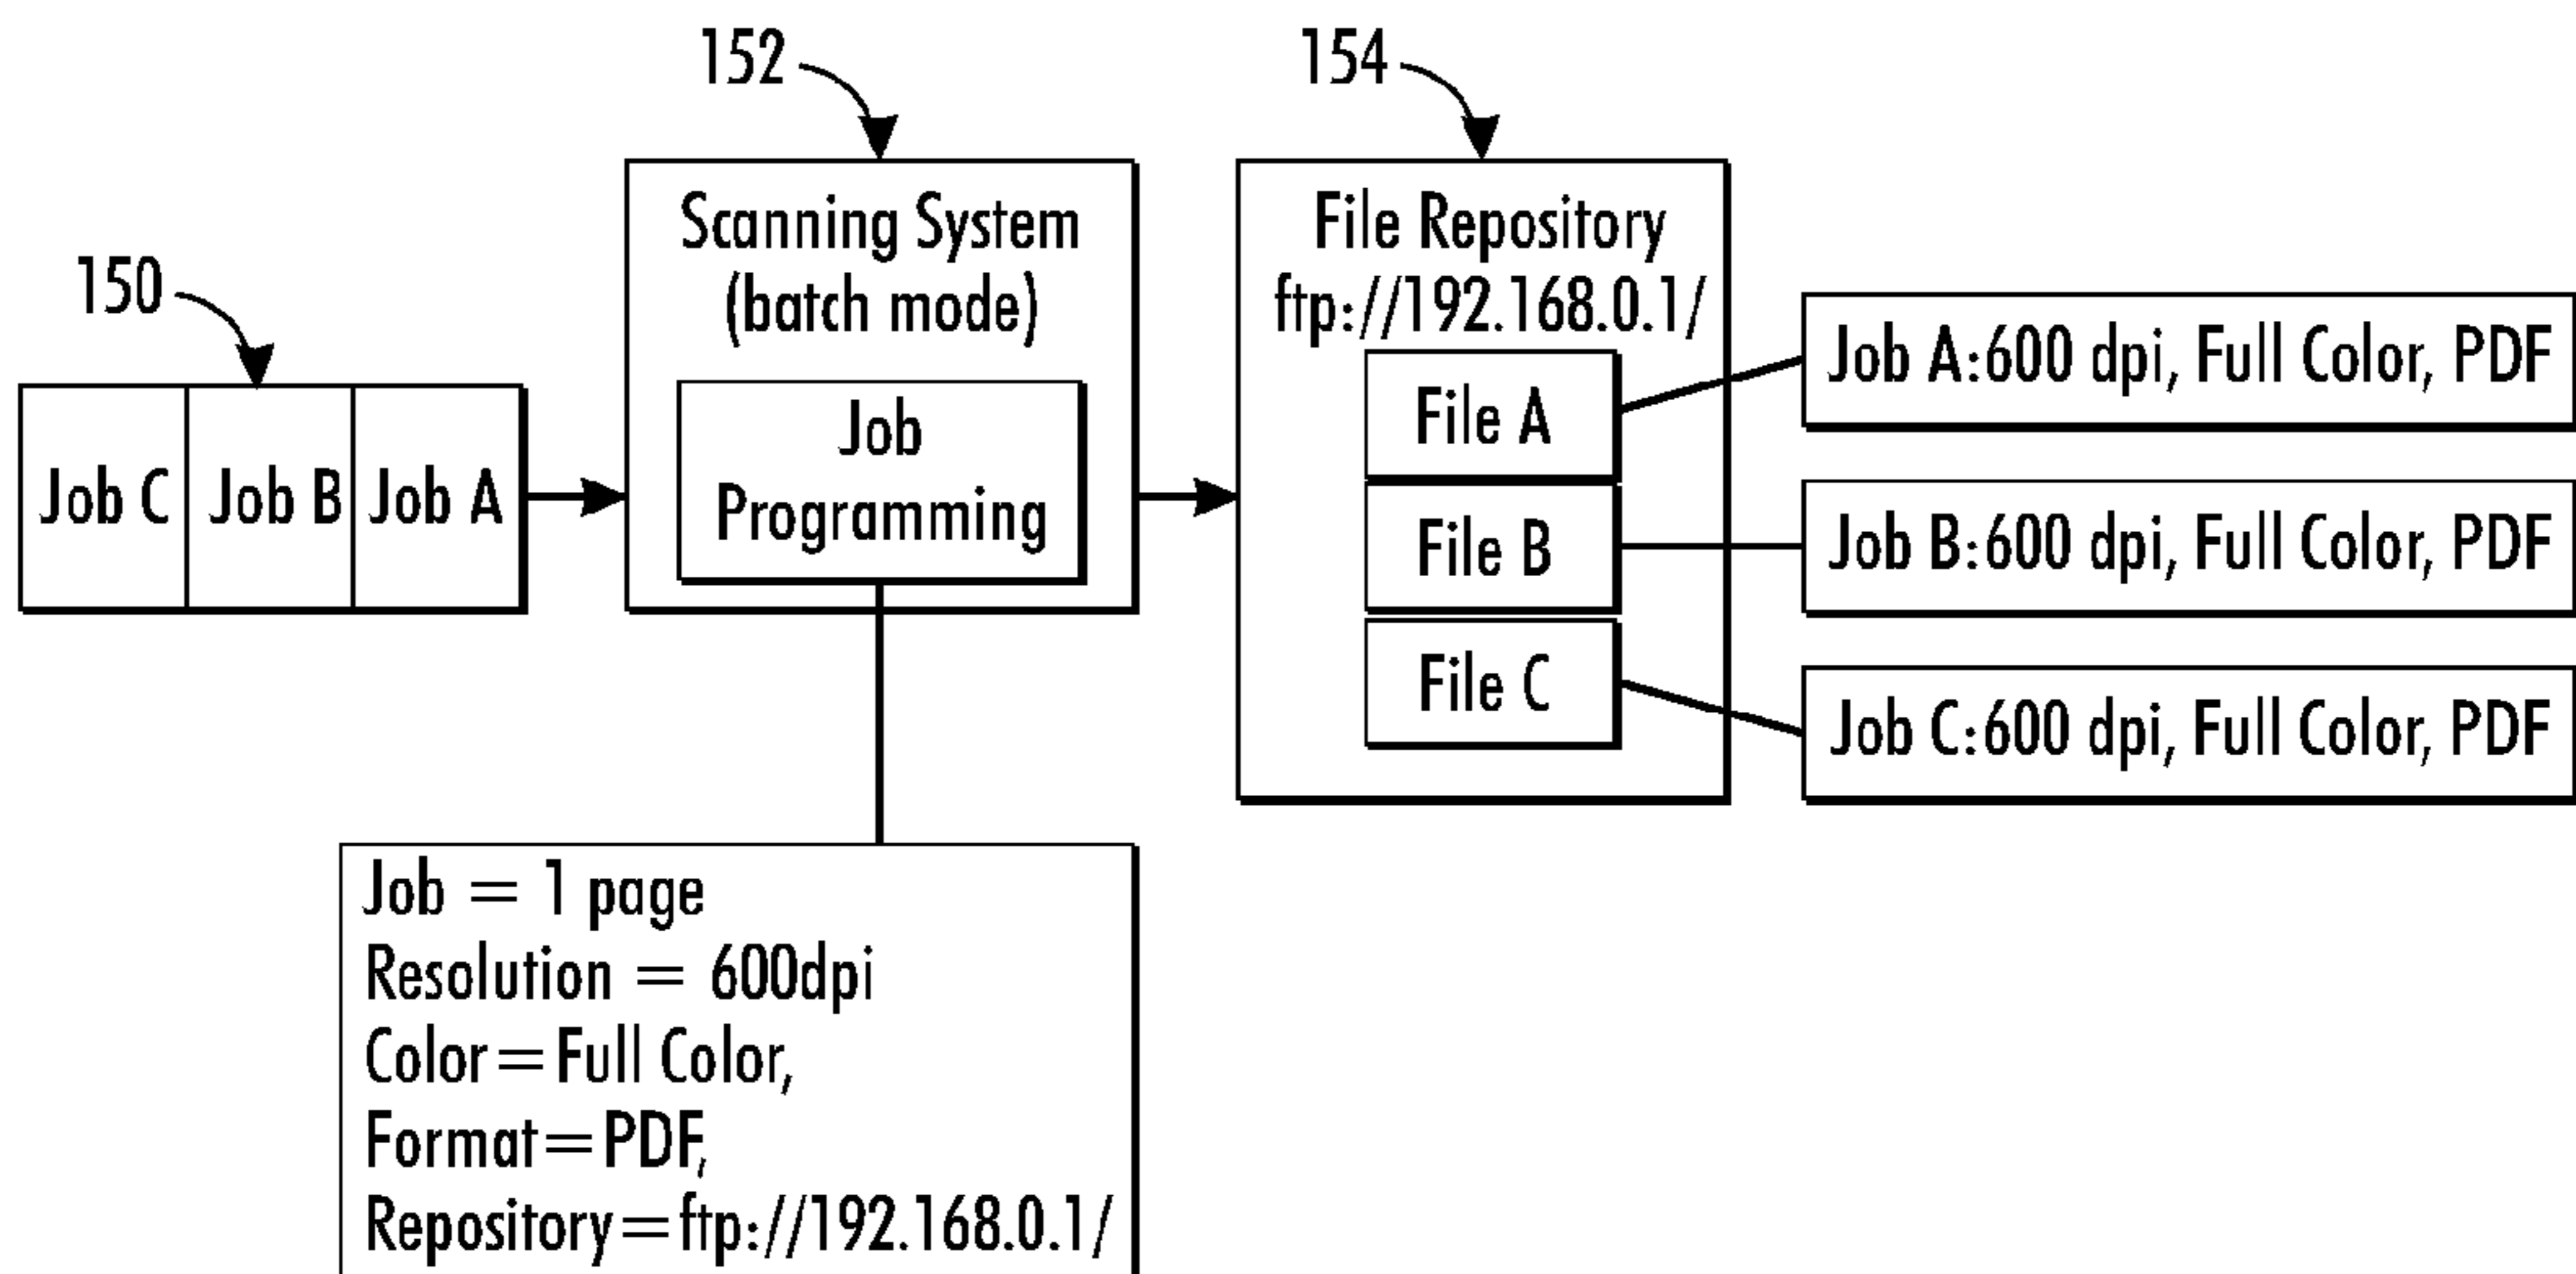 152
154
150
Scanning System
(batch mode)
Job
Programming
File Repository
ftp://192.168.0.1/
File A
File B
File C
Job C
Job B
Job A
Job A:600 dpi, Full Color, PDF
Job B:600 dpi, Full Color, PDF
Job C:600 dpi, Full Color, PDF
Job = 1 page
Resolution = 600dpi
Color=Full Color,
Format=PDF,
Repository=ftp://192.168.0.1/